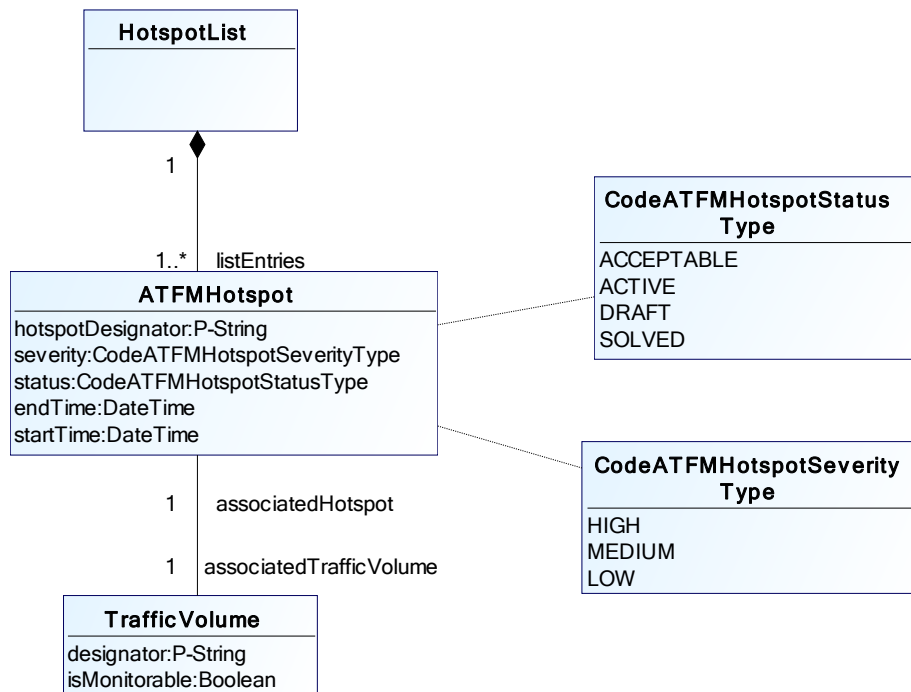 HotspotList
1
1..* listEntries
ATFMHotspot
hotspotDesignator:P-String
severity:CodeATFMHotspotSeverityType
status:CodeATFMHotspotStatusType
endTime:DateTime
startTime:DateTime
CodeATFMHotspotStatus
Type
ACCEPTABLE
ACTIVE
DRAFT
SOLVED
CodeATFMHotspotSeverity
Type
HIGH
MEDIUM
LOW
1 associatedHotspot
1 associatedTrafficVolume
TrafficVolume
designator:P-String
isMonitorable:Boolean